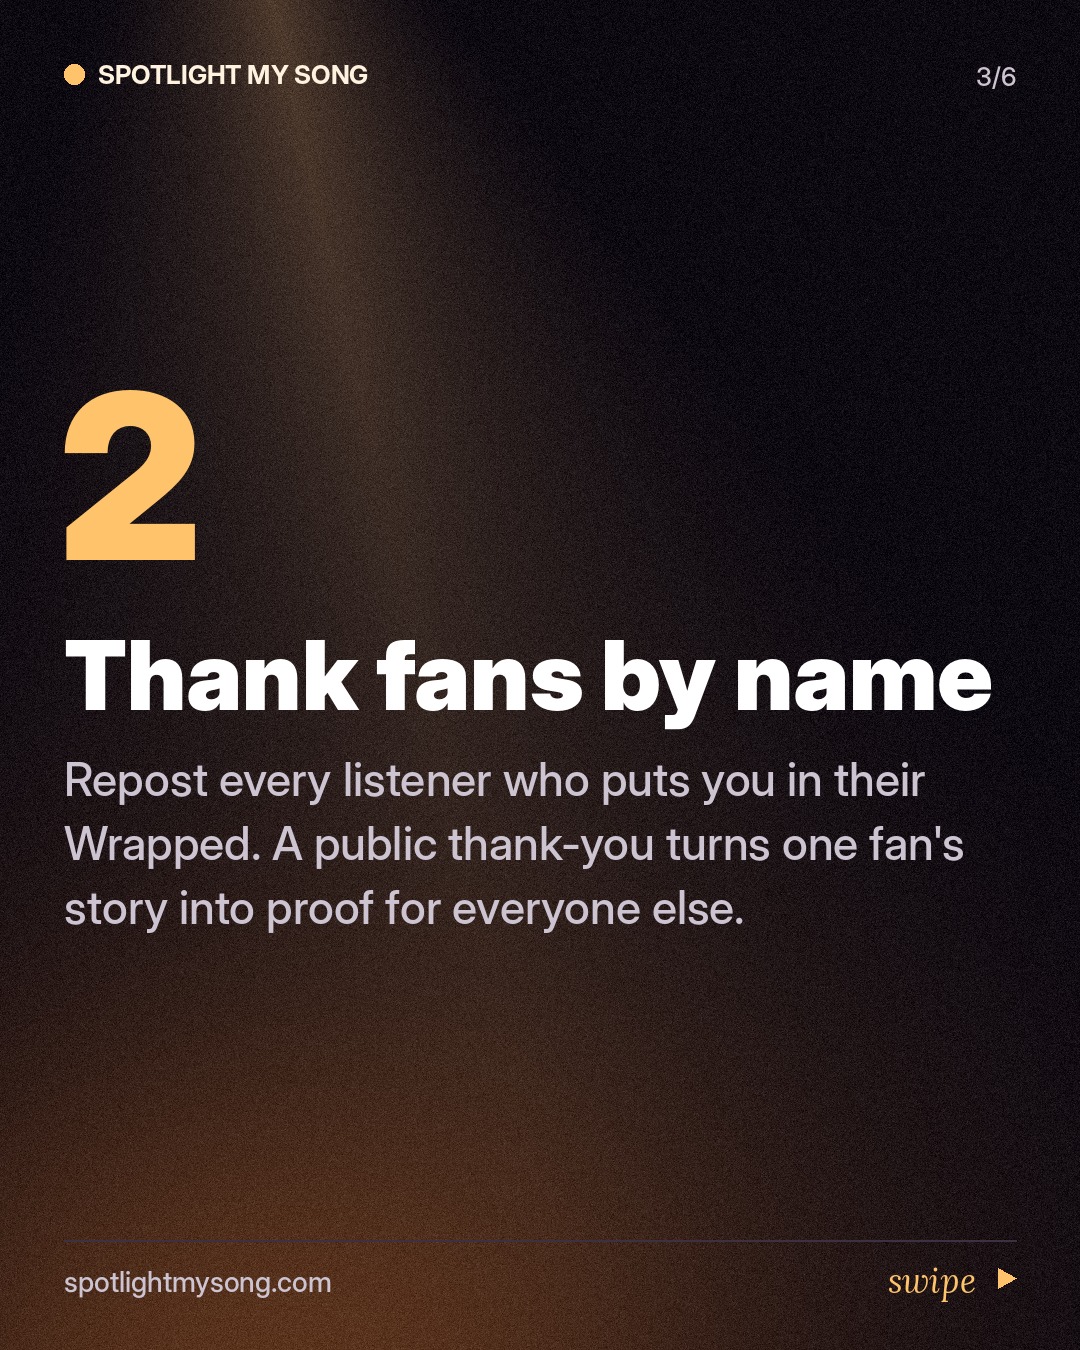 SPOTLIGHT MY SONG
3/6
2
Thank fans by name
Repost every listener who puts you in their
Wrapped. A public thank-you turns one fan's
story into proof for everyone else.
spotlightmysong.com
swipe